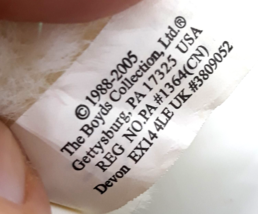 © 1988-2005
The Boyds Collection, Ltd.®
Gettysburg, PA 17325 USA
REG NO.PA #1364(CN)
Devon EX14 4LE UK #3809052